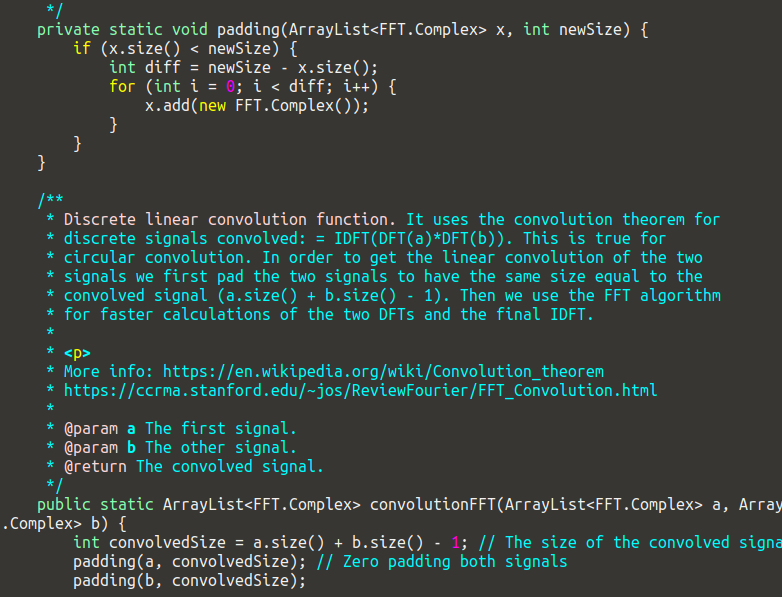 */
private static void padding(ArrayList<FFT.Complex> x, int newSize) {
if (x.size() < newSize) {
int diff = newSize - x.size();
for (int i = 0; i < diff; i++) {
x.add(new FFT.Complex());
}
}
}
/**
* Discrete linear convolution function. It uses the convolution theorem for
* discrete signals convolved: = IDFT(DFT(a)*DFT(b)). This is true for
* circular convolution. In order to get the linear convolution of the two
* signals we first pad the two signals to have the same size equal to the
* convolved signal (a.size() + b.size() - 1). Then we use the FFT algorithm
* for faster calculations of the two DFTs and the final IDFT.
*
* <p>
* More info: https://en.wikipedia.org/wiki/Convolution_theorem
* https://ccrma.stanford.edu/~jos/ReviewFourier/FFT_Convolution.html
*
* @param a The first signal.
* @param b The other signal.
* @return The convolved signal.
*/
public static ArrayList<FFT.Complex> convolutionFFT(ArrayList<FFT.Complex> a, Array
.Complex> b) {
int convolvedSize = a.size() + b.size() - 1; // The size of the convolved signa
padding(a, convolvedSize); // Zero padding both signals
padding(b, convolvedSize);